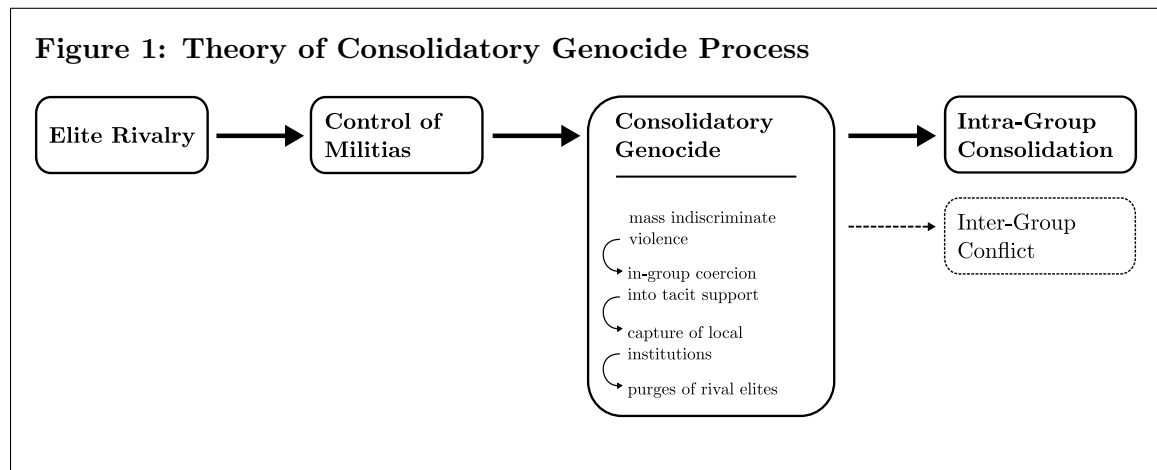 Figure 1: Theory of Consolidatory Genocide Process
Elite Rivalry
Control of
Militias
Consolidatory
Genocide
mass indiscriminate
violence
in-group coercion
into tacit support
capture of local
institutions
purges of rival elites
Intra-Group
Consolidation
Inter-Group
Conflict